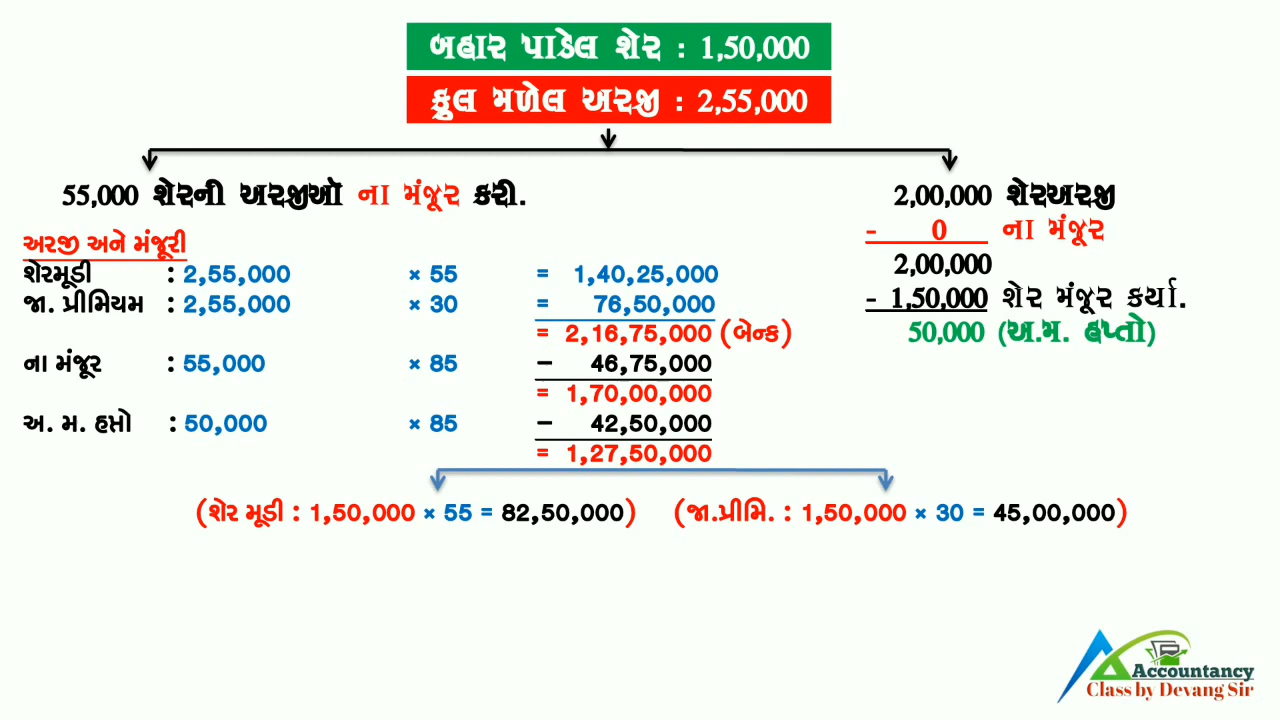 બહાર પાડેલ શેર : 1,50,000
કુલ મળેલ અરજી : 2,55,000
55,000 શેરની અરજીઓ ના મંજૂર કરી.
અરજી અને મંજૂરી
શેરમૂડી : 2,55,000 × 55 = 1,40,25,000
જા. પ્રીમિયમ : 2,55,000 × 30 = 76,50,000
= 2,16,75,000 (બેન્ક)
ના મંજૂર : 55,000 × 85 – 46,75,000
= 1,70,00,000
અ. મ. હપ્તો : 50,000 × 85 – 42,50,000
= 1,27,50,000
2,00,000 શેરઅરજી
- 0 ના મંજૂર
2,00,000
- 1,50,000 શેર મંજૂર કર્યા.
50,000 (અ.મ. હપ્તો)
(શેર મૂડી : 1,50,000 × 55 = 82,50,000) (જા.પ્રીમિ. : 1,50,000 × 30 = 45,00,000)
Accountancy
Class by Devang Sir